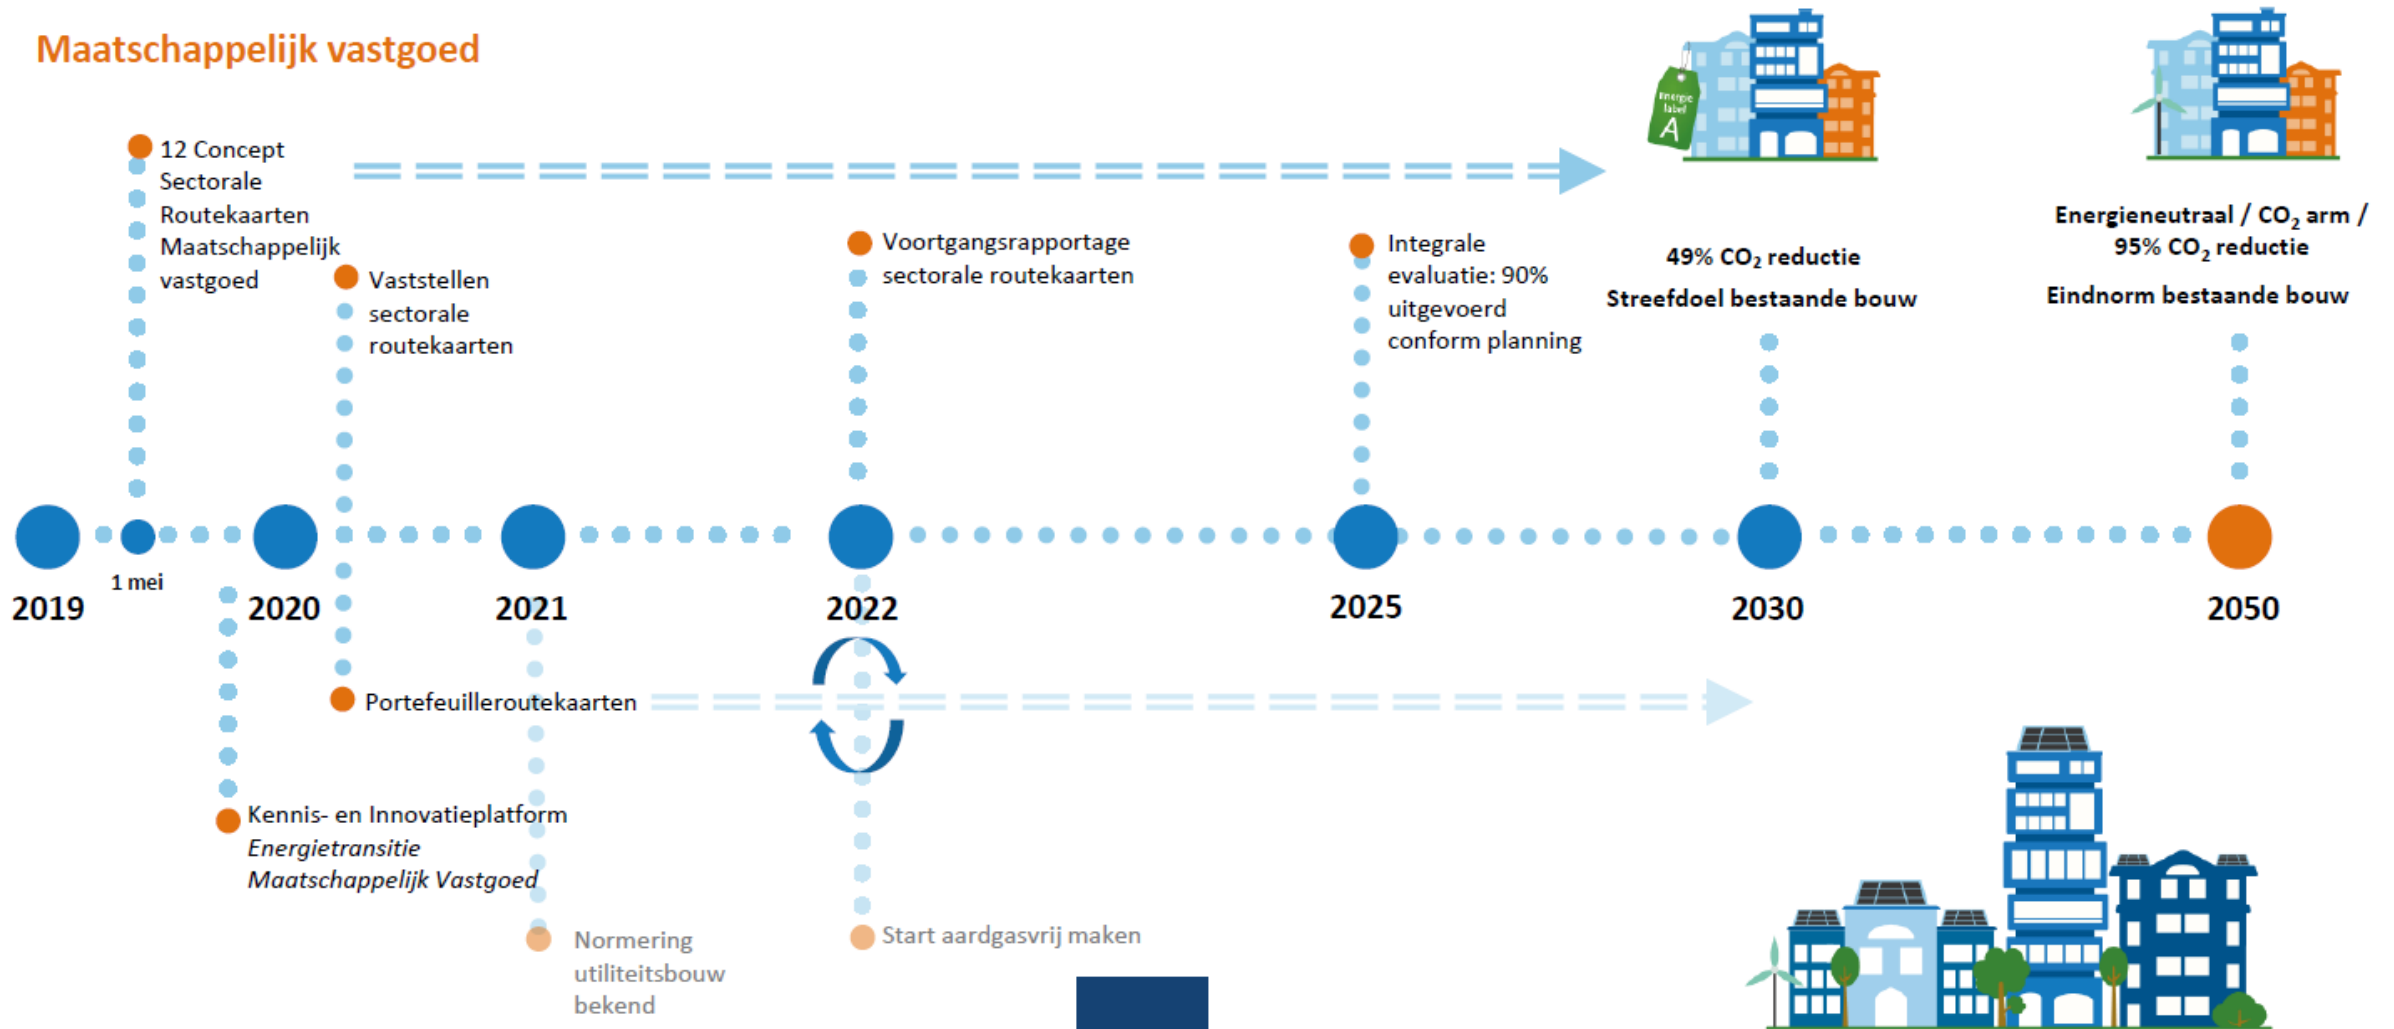 Maatschappelijk vastgoed
12 Concept
Sectorale
Routekaarten
Maatschappelijk
vastgoed
Vaststellen
sectorale
routekaarten
Voortgangsrapportage
sectorale routekaarten
Integrale
evaluatie: 90%
uitgevoerd
conform planning
Energie
label
A
49% CO₂ reductie
Streefdoel bestaande bouw
Energieneutraal / CO₂ arm /
95% CO₂ reductie
Eindnorm bestaande bouw
1 mei
2019
2020
2021
2022
2025
2030
2050
Portefeuilleroutekaarten
Kennis- en Innovatieplatform
Energietransitie
Maatschappelijk Vastgoed
Normering
utiliteitsbouw
bekend
Start aardgasvrij maken